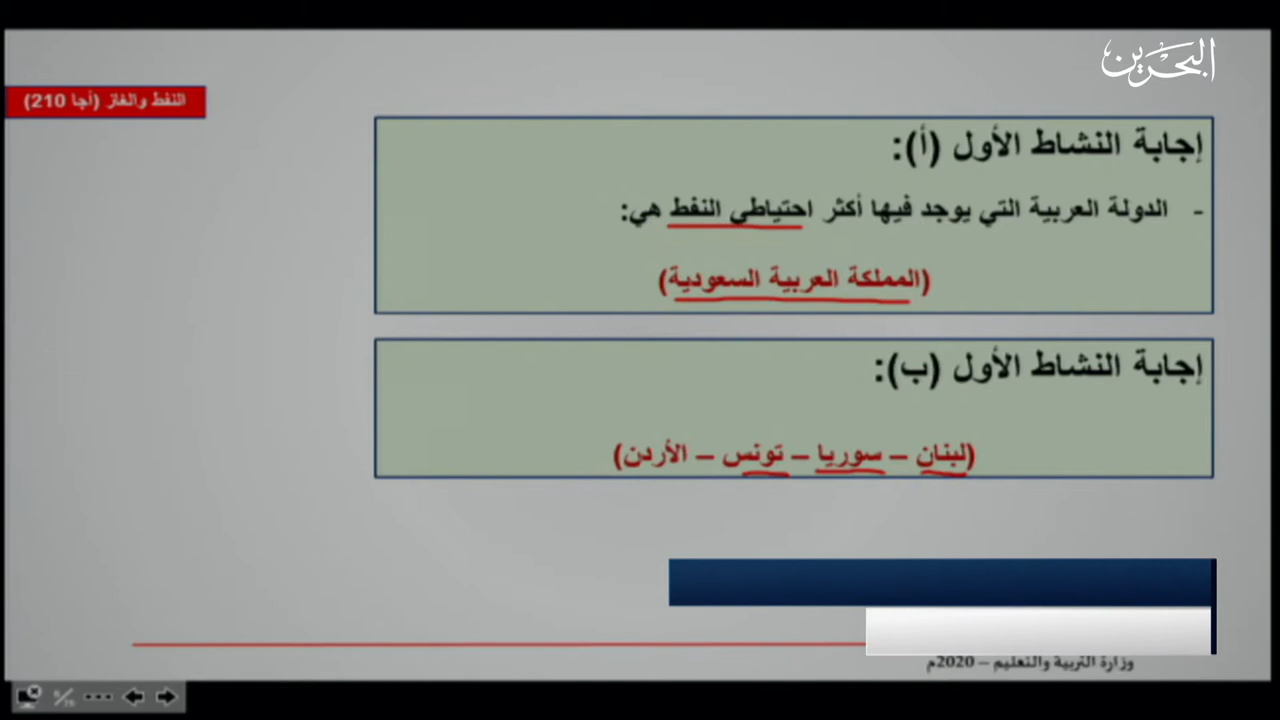 البحرين
النفط والغاز (أجا 210)
إجابة النشاط الأول (أ):
- الدولة العربية التي يوجد فيها أكثر احتياطي النفط هي:
(المملكة العربية السعودية)
إجابة النشاط الأول (ب):
(لبنان – سوريا – تونس – الأردن)
وزارة التربية والتعليم – 2020م